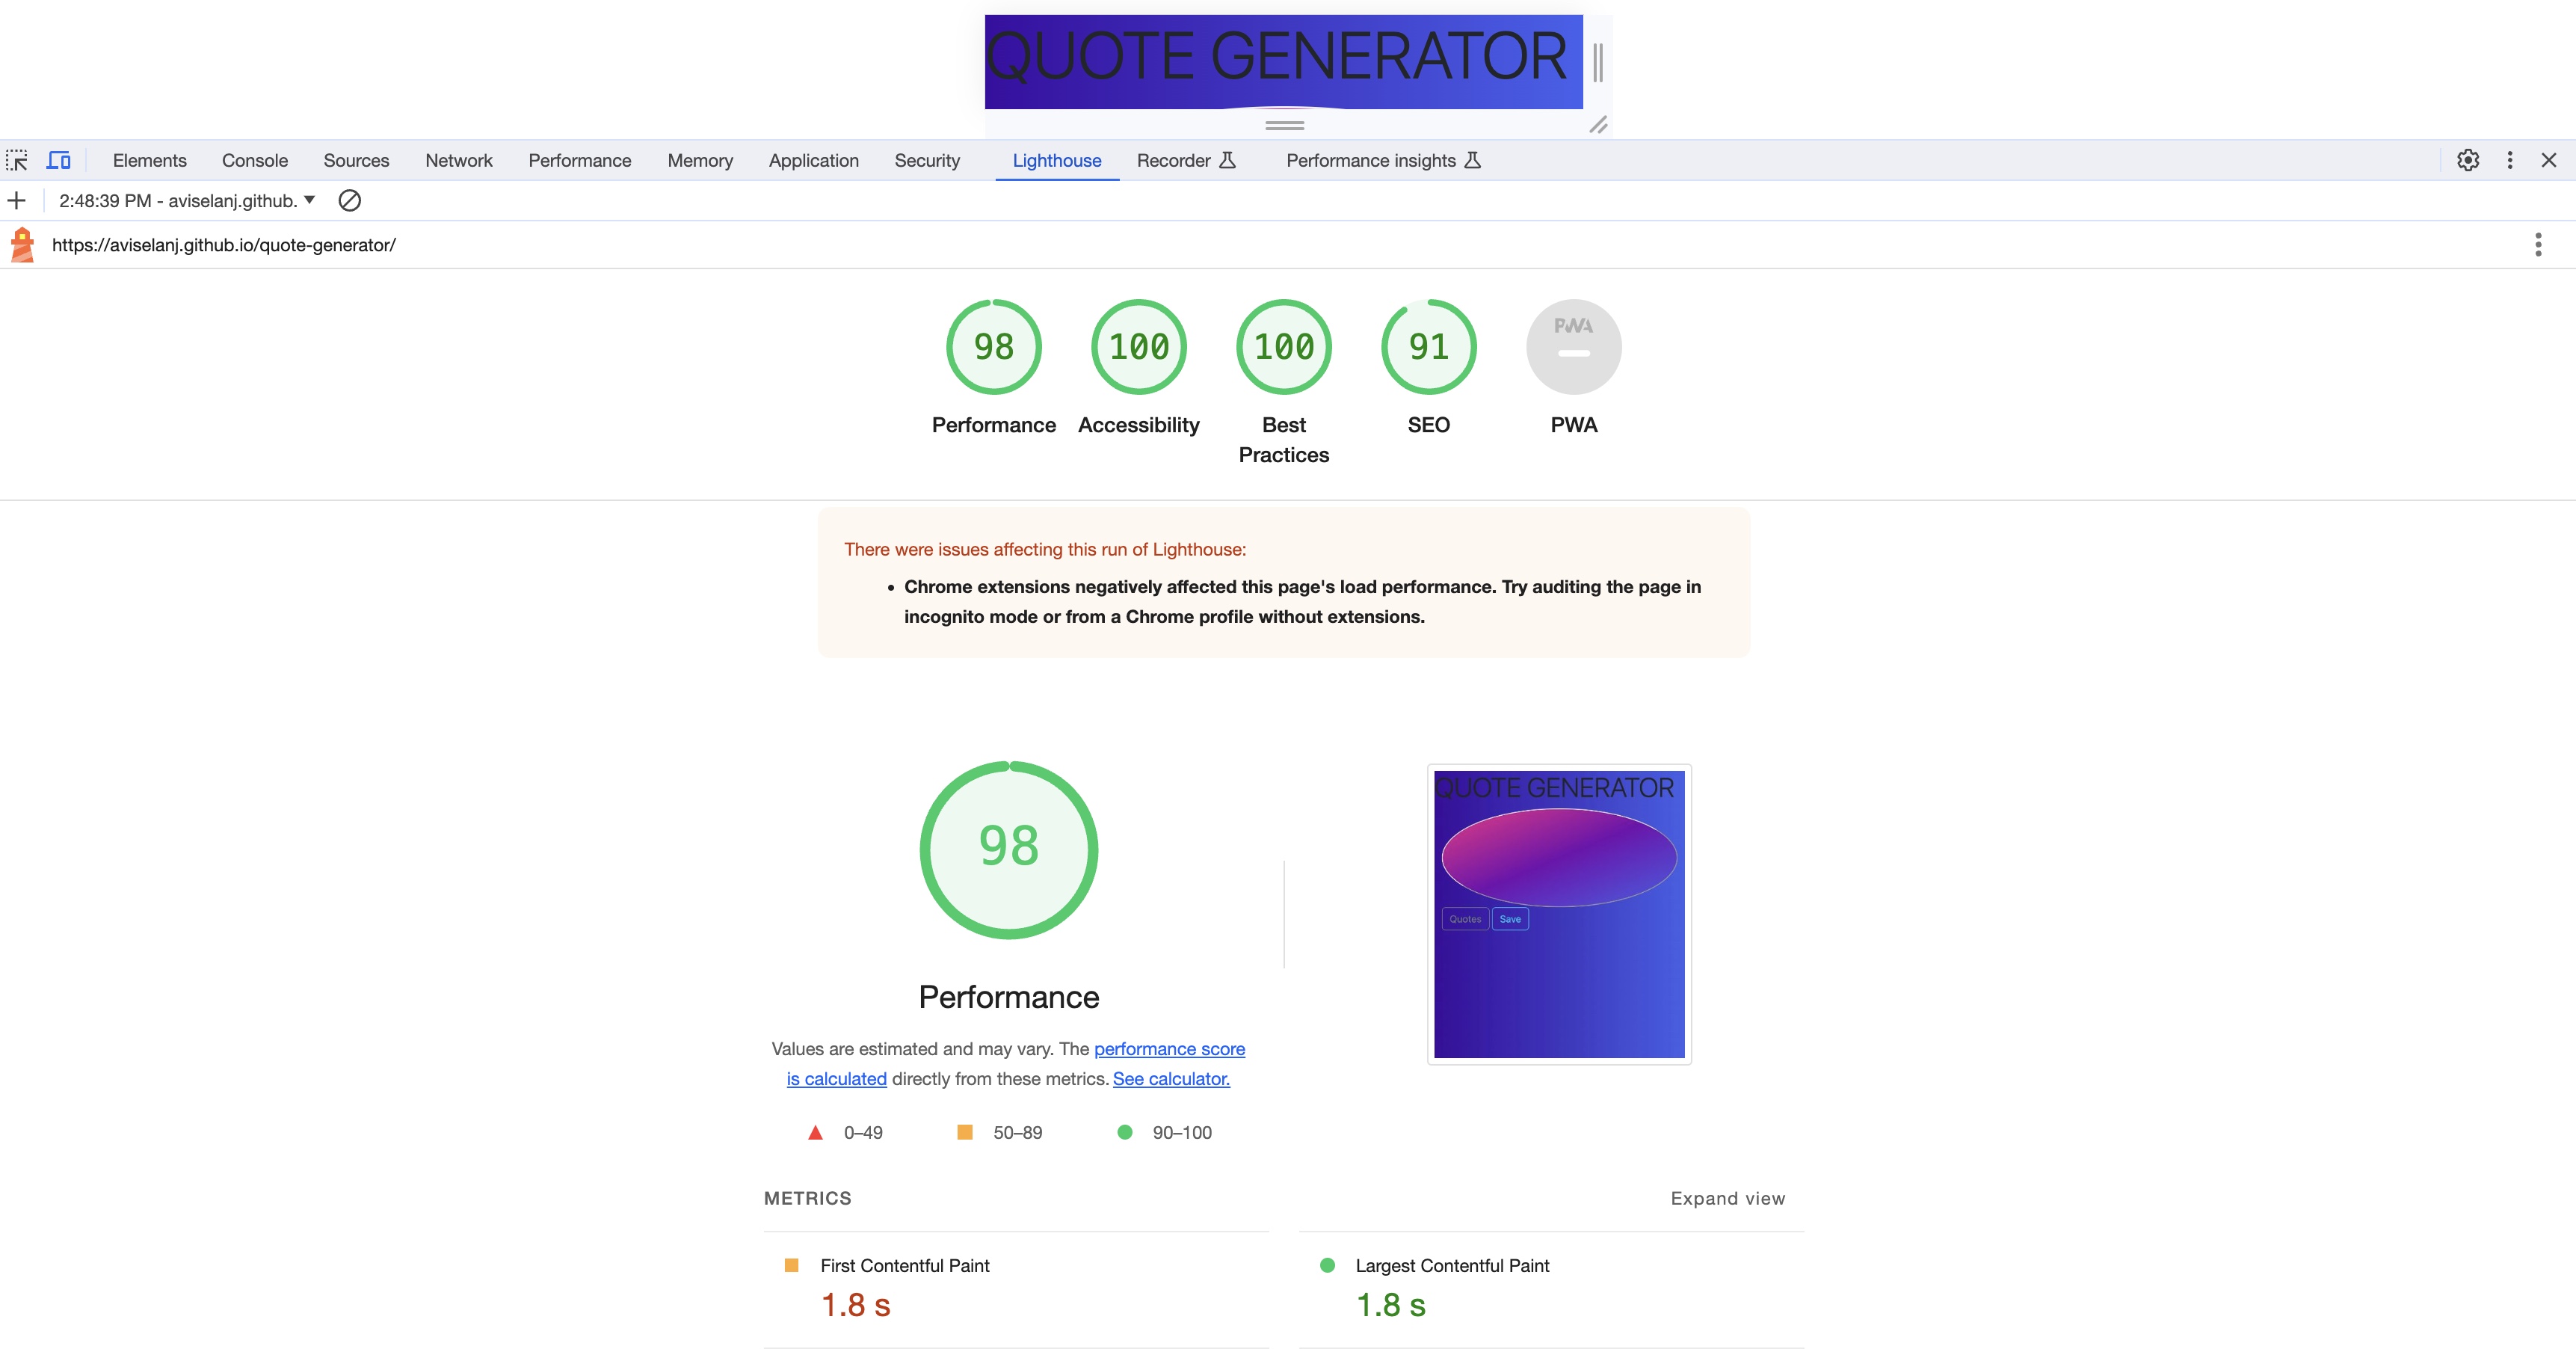 QUOTE GENERATOR
Elements Console Sources Network Performance Memory Application Security Lighthouse Recorder Performance insights
2:48:39 PM - aviselanj.github.
https://aviselanj.github.io/quote-generator/
98 100 100 91 PWA
Performance Accessibility Best Practices SEO PWA
There were issues affecting this run of Lighthouse:
• Chrome extensions negatively affected this page's load performance. Try auditing the page in
incognito mode or from a Chrome profile without extensions.
98
QUOTE GENERATOR
Quotes Save
Performance
Values are estimated and may vary. The performance score
is calculated directly from these metrics. See calculator.
0–49 50–89 90–100
METRICS Expand view
First Contentful Paint Largest Contentful Paint
1.8 s 1.8 s